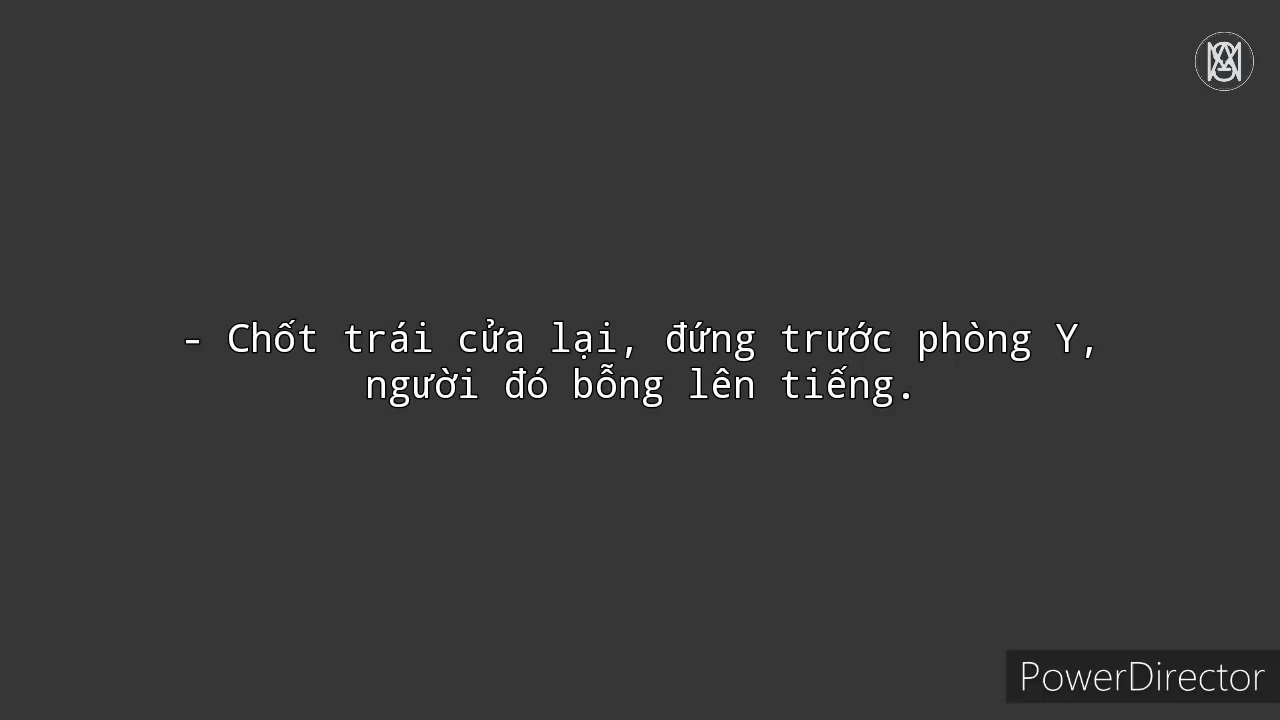 - Chốt trái cửa lại, đứng trước phòng Y,
người đó bỗng lên tiếng.
PowerDirector